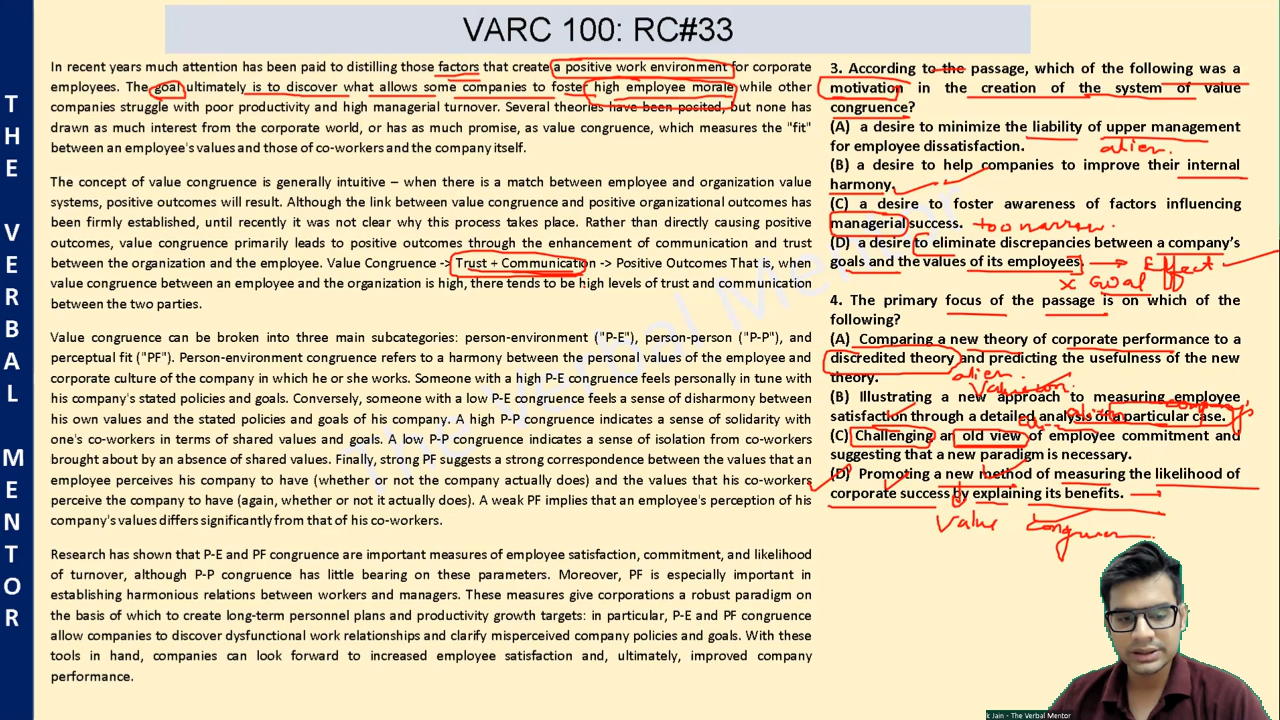 VARC 100: RC#33
THE VERBAL MENTOR
In recent years much attention has been paid to distilling those factors that create a positive work environment for corporate
employees. The goal ultimately is to discover what allows some companies to foster high employee morale while other
companies struggle with poor productivity and high managerial turnover. Several theories have been posited, but none has
drawn as much interest from the corporate world, or has as much promise, as value congruence, which measures the "fit"
between an employee's values and those of co-workers and the company itself.
The concept of value congruence is generally intuitive – when there is a match between employee and organization value
systems, positive outcomes will result. Although the link between value congruence and positive organizational outcomes has
been firmly established, until recently it was not clear why this process takes place. Rather than directly causing positive
outcomes, value congruence primarily leads to positive outcomes through the enhancement of communication and trust
between the organization and the employee. Value Congruence -> Trust + Communication -> Positive Outcomes That is, when
value congruence between an employee and the organization is high, there tends to be high levels of trust and communication
between the two parties.
Value congruence can be broken into three main subcategories: person-environment ("P-E"), person-person ("P-P"), and
perceptual fit ("PF"). Person-environment congruence refers to a harmony between the personal values of the employee and
corporate culture of the company in which he or she works. Someone with a high P-E congruence feels personally in tune with
his company's stated policies and goals. Conversely, someone with a low P-E congruence feels a sense of disharmony between
his own values and the stated policies and goals of his company. A high P-P congruence indicates a sense of solidarity with
one's co-workers in terms of shared values and goals. A low P-P congruence indicates a sense of isolation from co-workers
brought about by an absence of shared values. Finally, strong PF suggests a strong correspondence between the values that an
employee perceives his company to have (whether or not the company actually does) and the values that his co-workers
perceive the company to have (again, whether or not it actually does). A weak PF implies that an employee's perception of his
company's values differs significantly from that of his co-workers.
Research has shown that P-E and PF congruence are important measures of employee satisfaction, commitment, and likelihood
of turnover, although P-P congruence has little bearing on these parameters. Moreover, PF is especially important in
establishing harmonious relations between workers and managers. These measures give corporations a robust paradigm on
the basis of which to create long-term personnel plans and productivity growth targets: in particular, P-E and PF congruence
allow companies to discover dysfunctional work relationships and clarify misperceived company policies and goals. With these
tools in hand, companies can look forward to increased employee satisfaction and, ultimately, improved company
performance.
3. According to the passage, which of the following was a
motivation in the creation of the system of value
congruence?
(A) a desire to minimize the liability of upper management
for employee dissatisfaction. alien.
(B) a desire to help companies to improve their internal
harmony.
(C) a desire to foster awareness of factors influencing
managerial success. too narrow.
(D) a desire to eliminate discrepancies between a company's
goals and the values of its employees. Effect
x Goal
4. The primary focus of the passage is on which of the
following?
(A) Comparing a new theory of corporate performance to a
discredited theory and predicting the usefulness of the new
theory. alien.
(B) Illustrating a new approach to measuring employee
satisfaction through a detailed analysis of a particular case.
(C) Challenging an old view of employee commitment and
suggesting that a new paradigm is necessary.
(D) Promoting a new method of measuring the likelihood of
corporate success by explaining its benefits.
Value
k Jain - The Verbal Mentor